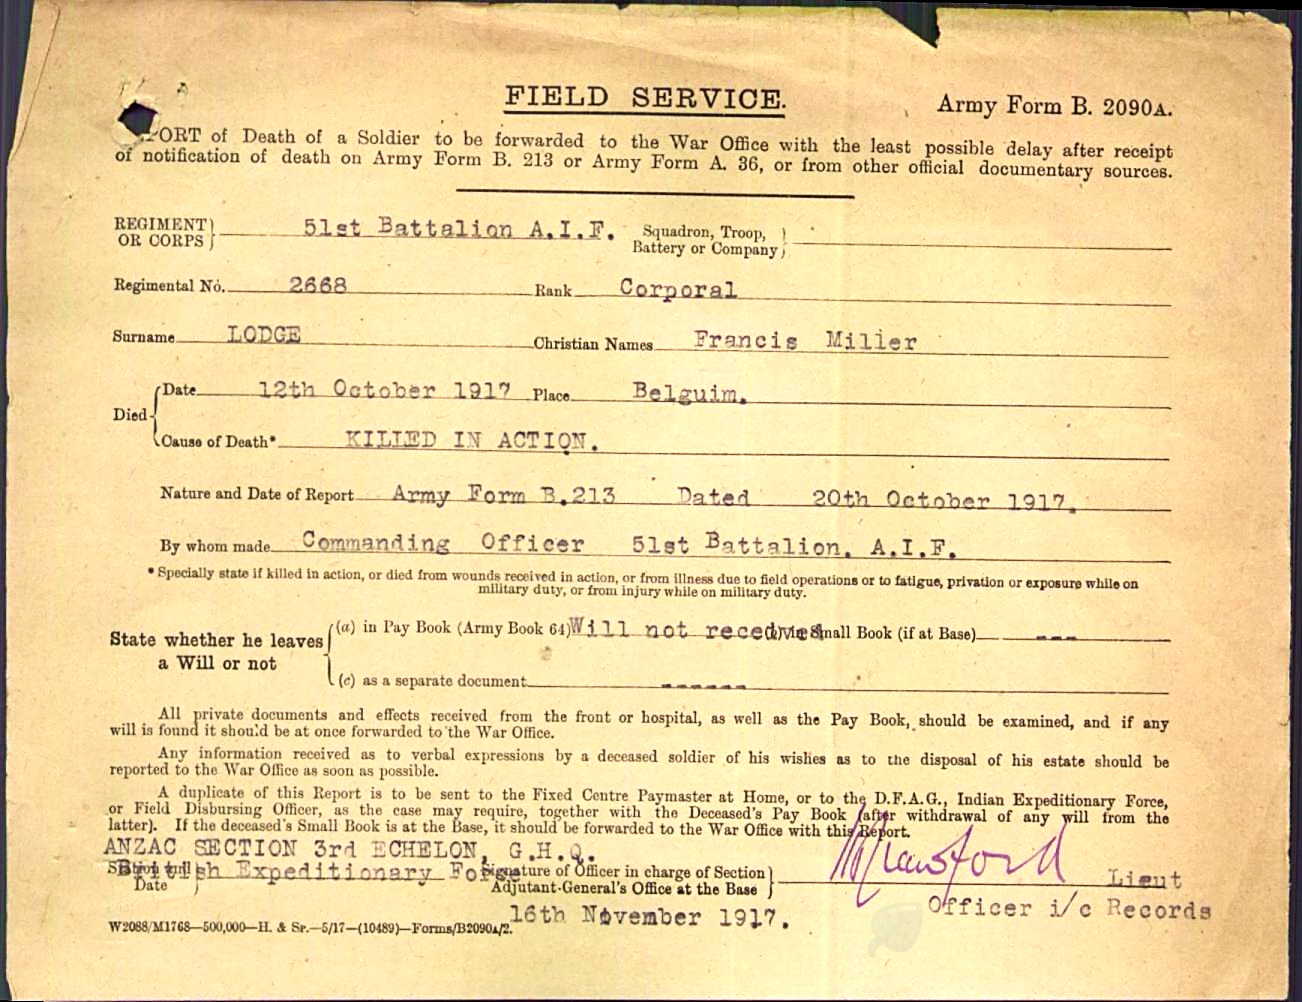 FIELD SERVICE.
Army Form B. 2090A.
PORT of Death of a Soldier to be forwarded to the War Office with the least possible delay after receipt
of notification of death on Army Form B. 213 or Army Form A. 36, or from other official documentary sources.
REGIMENT OR CORPS 51st Battalion A.I.F. Squadron, Troop, Battery or Company
Regimental No. 2668 Rank Corporal
Surname LODGE Christian Names Francis Miller
Died Date 12th October 1917 Place Belguim.
Cause of Death* KILLED IN ACTION.
Nature and Date of Report Army Form B.213 Dated 20th October 1917.
By whom made Commanding Officer 51st Battalion. A.I.F.
* Specially state if killed in action, or died from wounds received in action, or from illness due to field operations or to fatigue, privation or exposure while on
military duty, or from injury while on military duty.
State whether he leaves a Will or not
(a) in Pay Book (Army Book 64) Will not received Small Book (if at Base) ---
(c) as a separate document ------
All private documents and effects received from the front or hospital, as well as the Pay Book, should be examined, and if any
will is found it should be at once forwarded to the War Office.
Any information received as to verbal expressions by a deceased soldier of his wishes as to the disposal of his estate should be
reported to the War Office as soon as possible.
A duplicate of this Report is to be sent to the Fixed Centre Paymaster at Home, or to the D.F.A.G., Indian Expeditionary Force,
or Field Disbursing Officer, as the case may require, together with the Deceased's Pay Book (after withdrawal of any will from the
latter). If the deceased's Small Book is at the Base, it should be forwarded to the War Office with this Report.
ANZAC SECTION 3rd ECHELON, G.H.Q.
British Expeditionary Force
Signature of Officer in charge of Section
Crawford Lieut
Date
Adjutant-General's Office at the Base
Officer i/c Records
16th November 1917.
W2088/M1768—500,000—H. & Sr.—5/17—(10489)—Forms/B2090A/2.